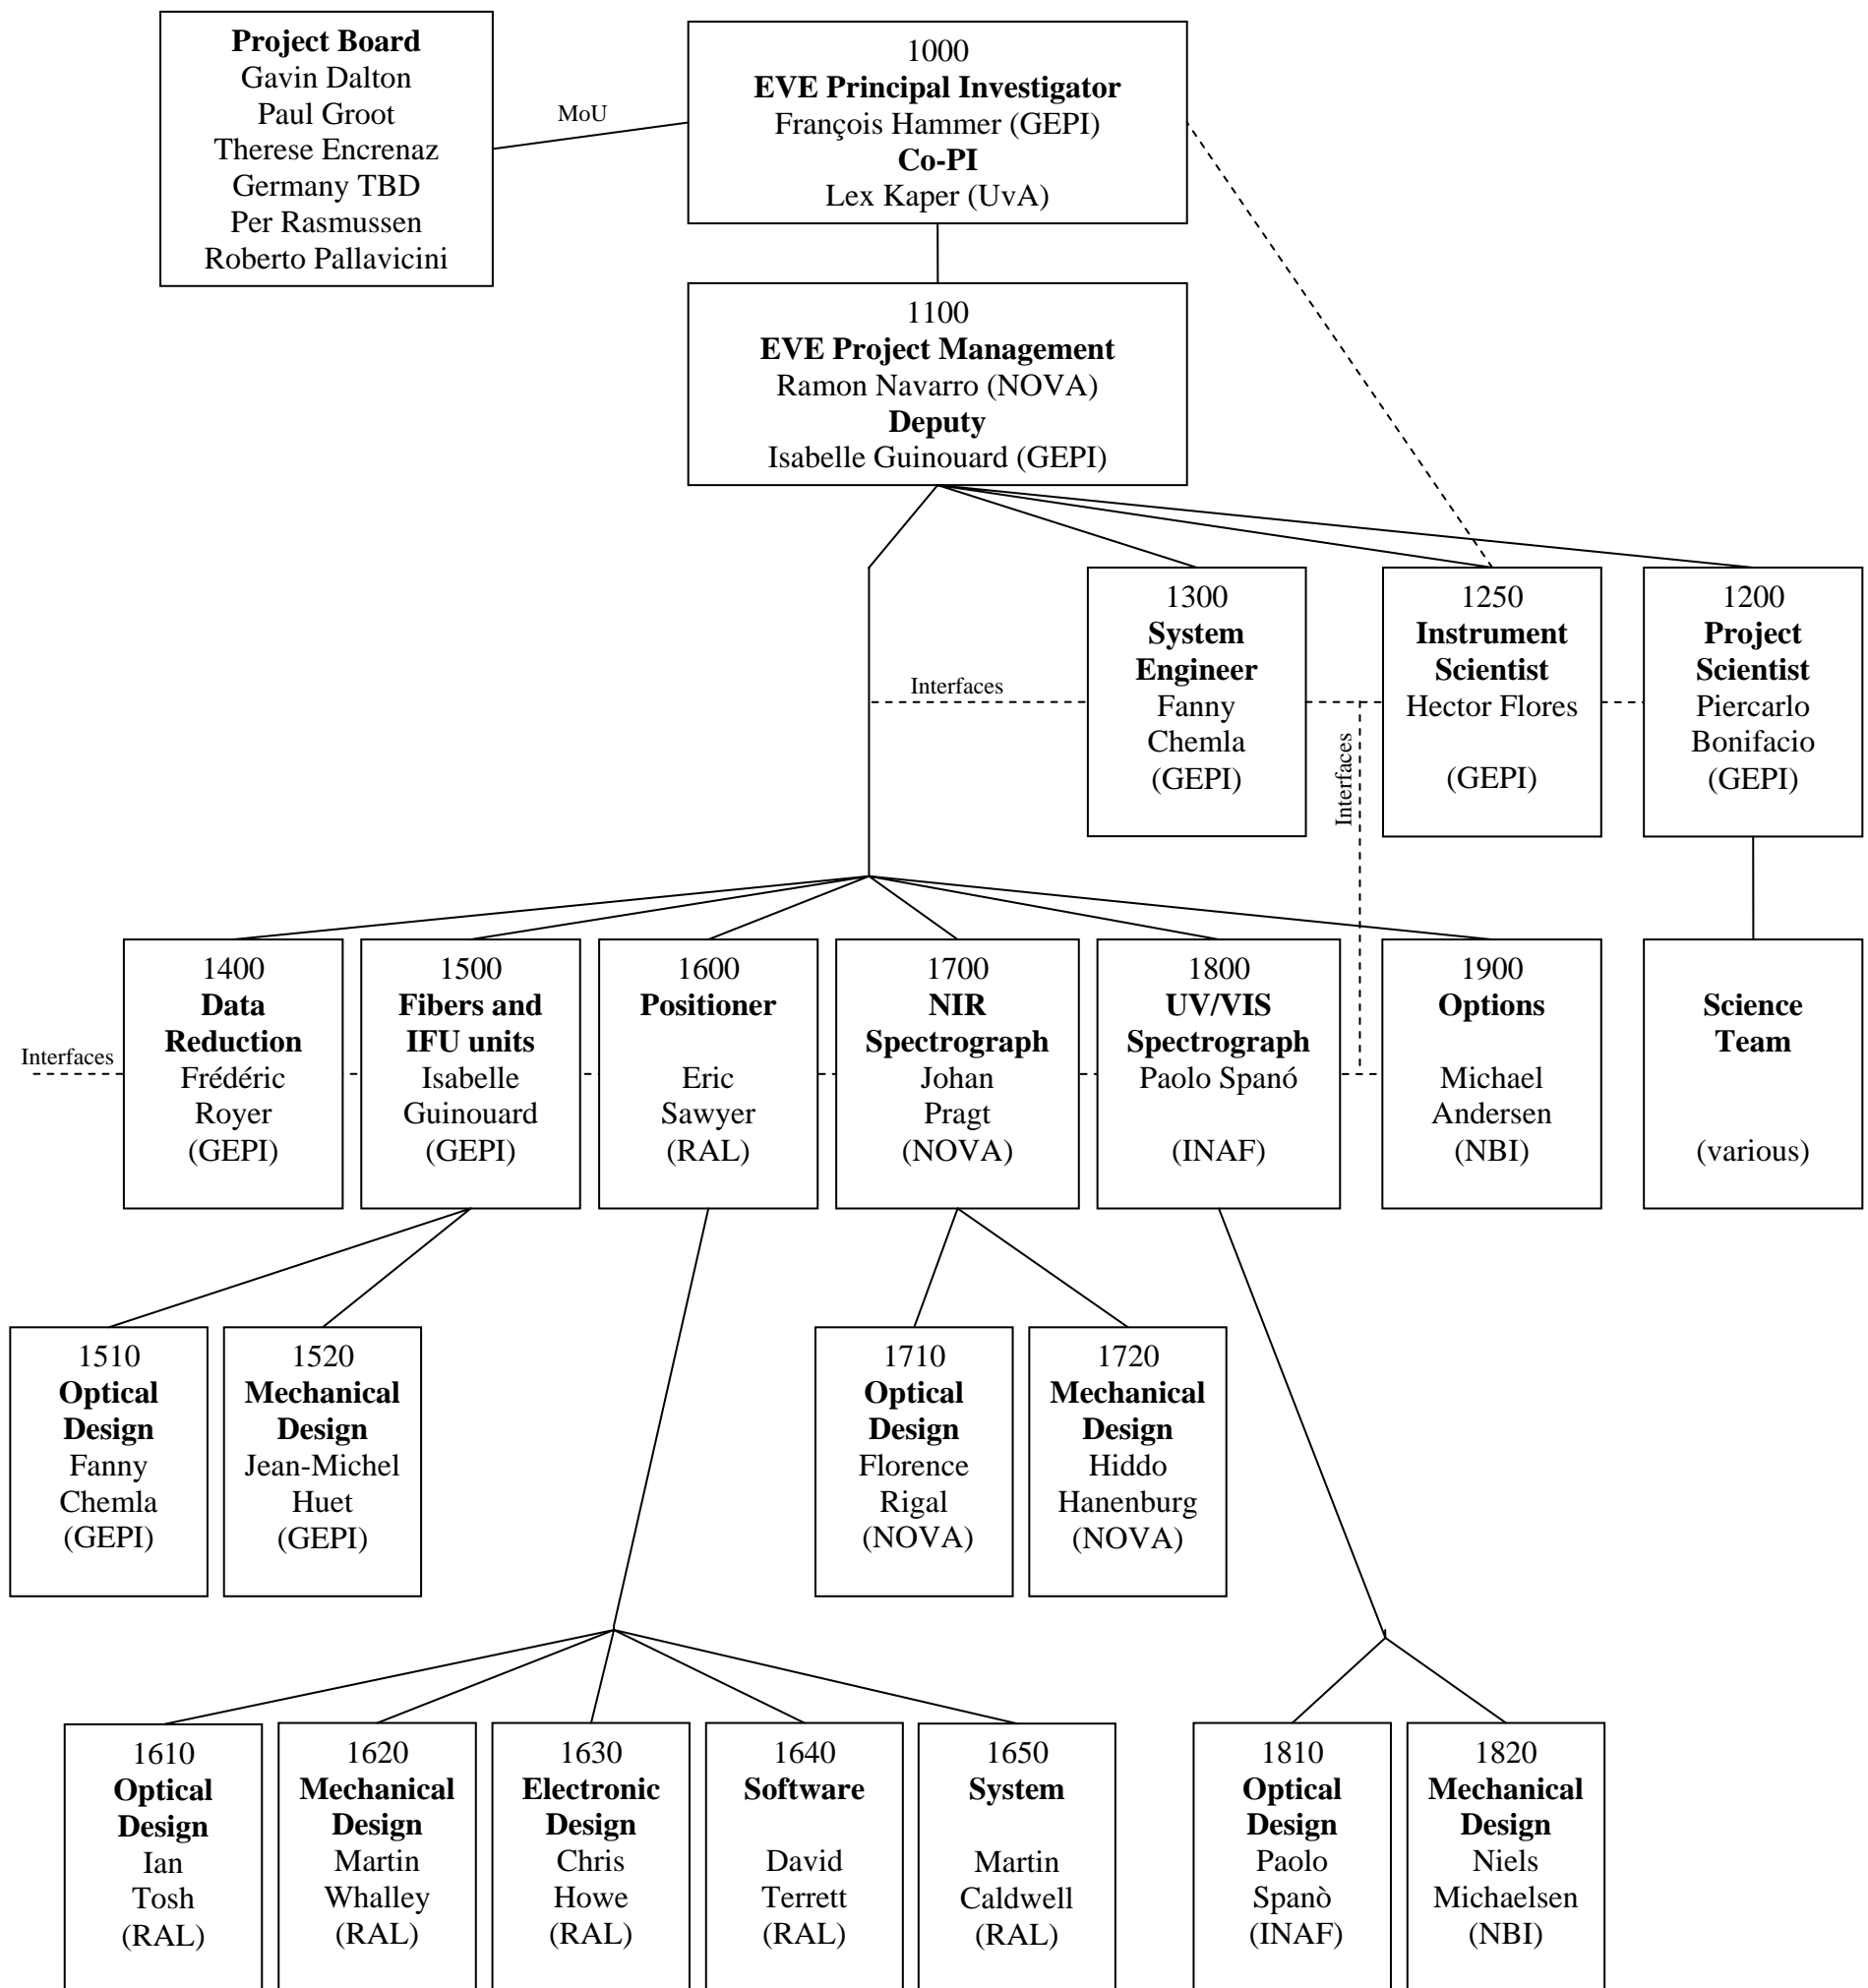 Project Board
Gavin Dalton
Paul Groot
Therese Encrenaz
Germany TBD
Per Rasmussen
Roberto Pallavicini
MoU
1000
EVE Principal Investigator
François Hammer (GEPI)
Co-PI
Lex Kaper (UvA)
1100
EVE Project Management
Ramon Navarro (NOVA)
Deputy
Isabelle Guinouard (GEPI)
Interfaces
1300
System
Engineer
Fanny
Chemla
(GEPI)
Interfaces
1250
Instrument
Scientist
Hector Flores
(GEPI)
1200
Project
Scientist
Piercarlo
Bonifacio
(GEPI)
Interfaces
1400
Data
Reduction
Frédéric
Royer
(GEPI)
1500
Fibers and
IFU units
Isabelle
Guinouard
(GEPI)
1600
Positioner
Eric
Sawyer
(RAL)
1700
NIR
Spectrograph
Johan
Pragt
(NOVA)
1800
UV/VIS
Spectrograph
Paolo Spanó
(INAF)
1900
Options
Michael
Andersen
(NBI)
Science
Team
(various)
1510
Optical
Design
Fanny
Chemla
(GEPI)
1520
Mechanical
Design
Jean-Michel
Huet
(GEPI)
1710
Optical
Design
Florence
Rigal
(NOVA)
1720
Mechanical
Design
Hiddo
Hanenburg
(NOVA)
1610
Optical
Design
Ian
Tosh
(RAL)
1620
Mechanical
Design
Martin
Whalley
(RAL)
1630
Electronic
Design
Chris
Howe
(RAL)
1640
Software
David
Terrett
(RAL)
1650
System
Martin
Caldwell
(RAL)
1810
Optical
Design
Paolo
Spanò
(INAF)
1820
Mechanical
Design
Niels
Michaelsen
(NBI)